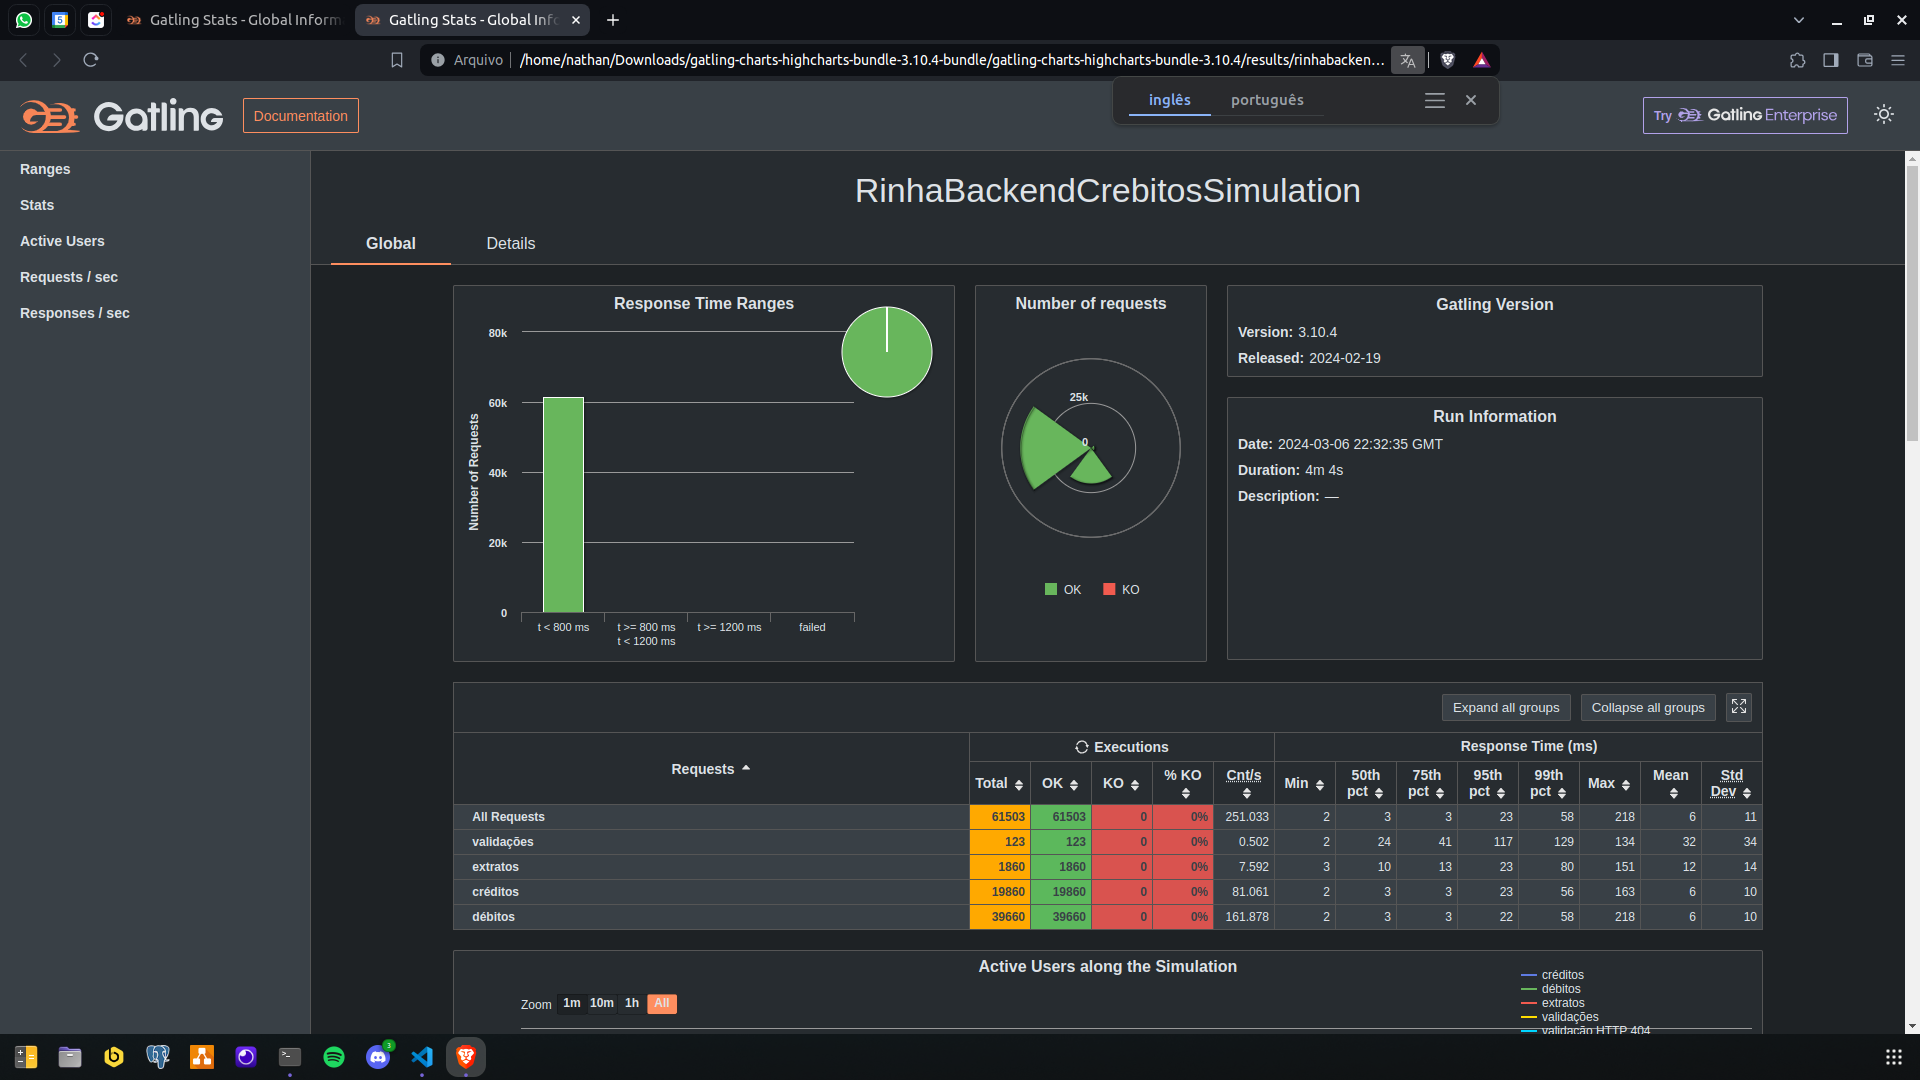 Gatling Stats - Global Inform
Gatling Stats - Global Inf
Arquivo
/home/nathan/Downloads/gatling-charts-highcharts-bundle-3.10.4-bundle/gatling-charts-highcharts-bundle-3.10.4/results/rinhabacken...
inglês português
Gatling
Documentation
Try Gatling Enterprise
Ranges
Stats
Active Users
Requests / sec
Responses / sec
RinhaBackendCrebitosSimulation
Global Details
Response Time Ranges
80k
60k
40k
20k
0
Number of Requests
t < 800 ms
t >= 800 ms
t < 1200 ms
t >= 1200 ms
failed
Number of requests
25k
0
OK KO
Gatling Version
Version: 3.10.4
Released: 2024-02-19
Run Information
Date: 2024-03-06 22:32:35 GMT
Duration: 4m 4s
Description: —
Expand all groups Collapse all groups
Requests Executions Response Time (ms)
Total OK KO % KO Cnt/s Min 50th pct 75th pct 95th pct 99th pct Max Mean Std Dev
All Requests 61503 61503 0 0% 251.033 2 3 3 23 58 218 6 11
validações 123 123 0 0% 0.502 2 24 41 117 129 134 32 34
extratos 1860 1860 0 0% 7.592 3 10 13 23 80 151 12 14
créditos 19860 19860 0 0% 81.061 2 3 3 23 56 163 6 10
débitos 39660 39660 0 0% 161.878 2 3 3 22 58 218 6 10
Active Users along the Simulation
Zoom 1m 10m 1h All
créditos
débitos
extratos
validações
validação HTTP 404
3